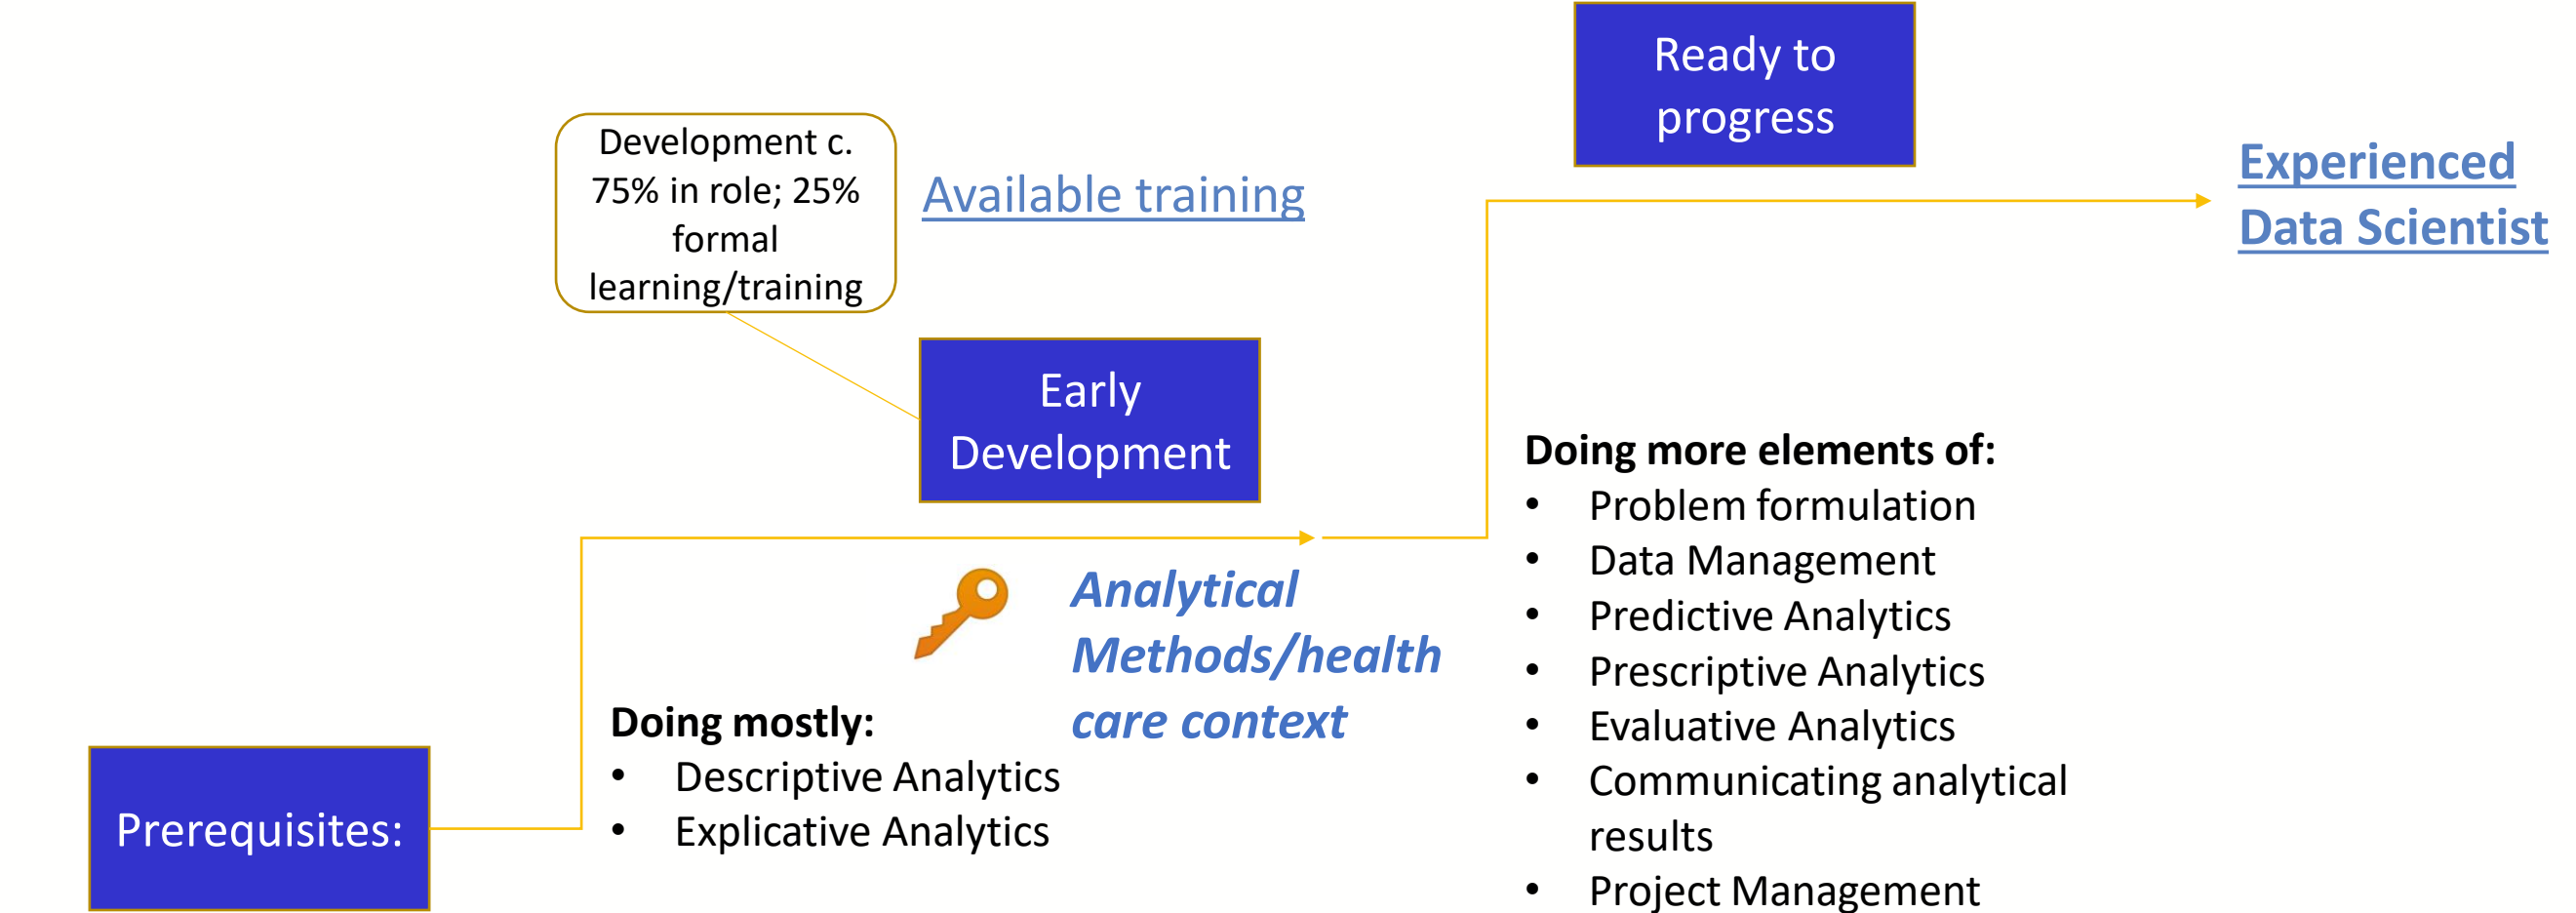 Ready to
progress
Development c.
75% in role; 25%
formal
learning/training
Available training
Experienced
Data Scientist
Early
Development
Analytical
Methods/health
care context
Doing mostly:
• Descriptive Analytics
• Explicative Analytics
Prerequisites:
Doing more elements of:
• Problem formulation
• Data Management
• Predictive Analytics
• Prescriptive Analytics
• Evaluative Analytics
• Communicating analytical
results
• Project Management